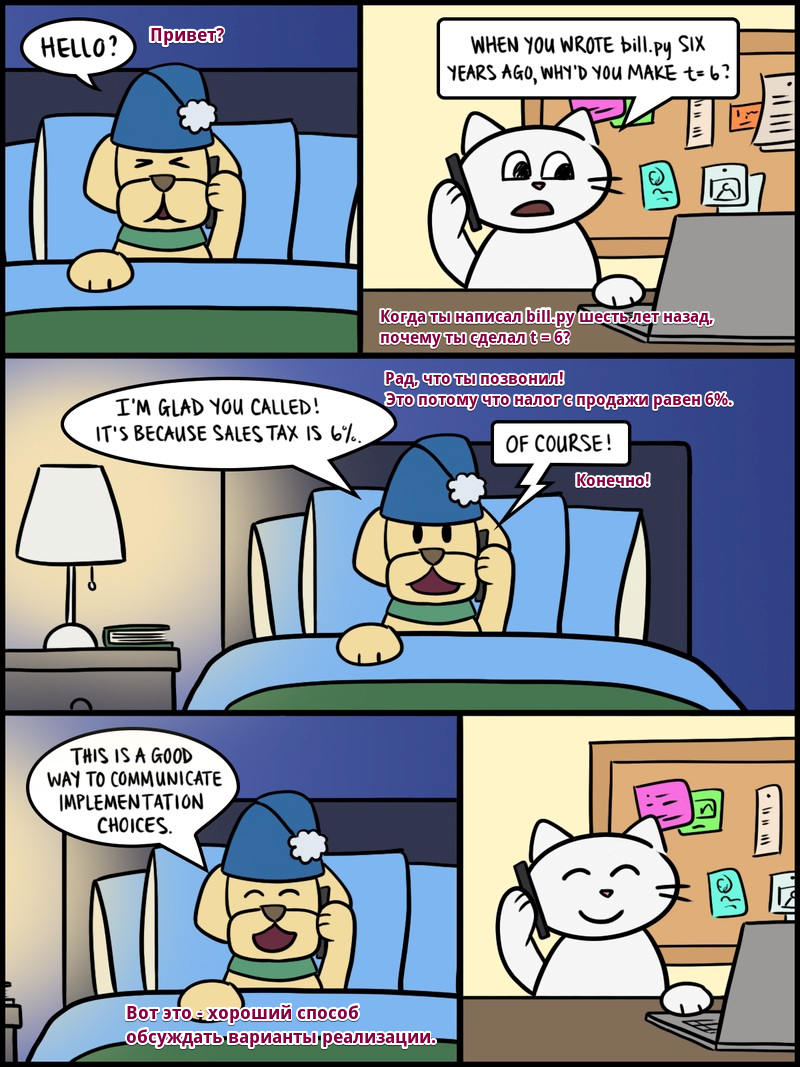 HELLO?
Привет?
WHEN YOU WROTE bill.py SIX
YEARS AGO, WHY'D YOU MAKE t=6?
Когда ты написал bill.py шесть лет назад,
почему ты сделал t = 6?
Рад, что ты позвонил!
Это потому что налог с продажи равен 6%.
I'M GLAD YOU CALLED!
IT'S BECAUSE SALES TAX IS 6%.
OF COURSE!
Конечно!
THIS IS A GOOD
WAY TO COMMUNICATE
IMPLEMENTATION
CHOICES.
Вот это - хороший способ
обсуждать варианты реализации.